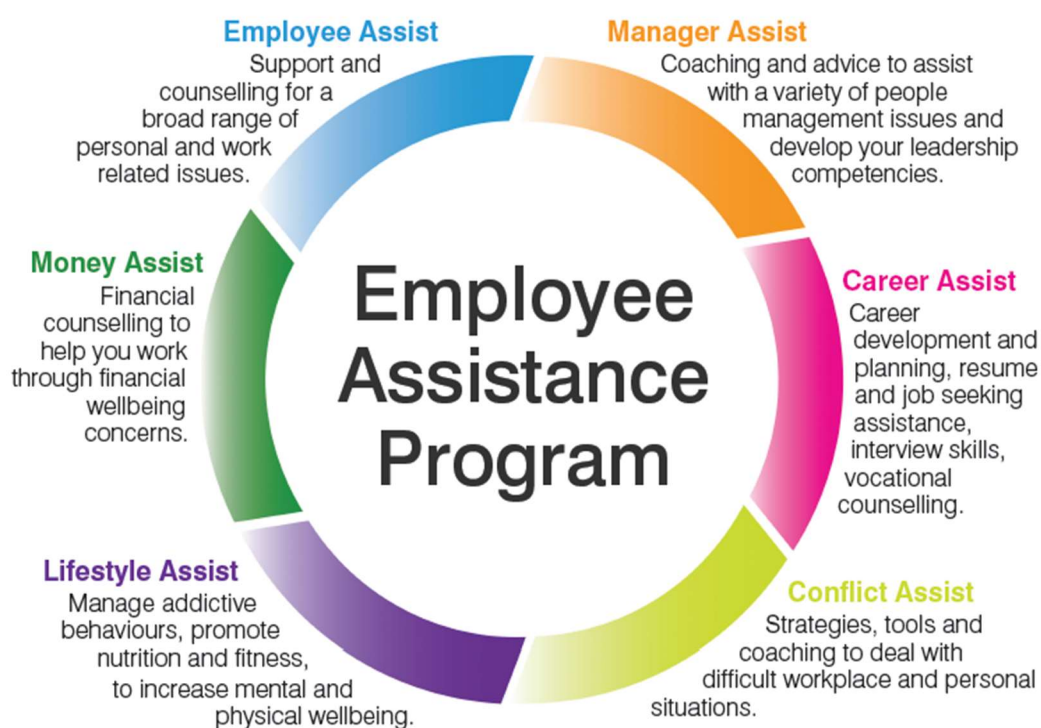 Employee Assist
Support and
counselling for a
broad range of
personal and work
related issues.
Manager Assist
Coaching and advice to assist
with a variety of people
management issues and
develop your leadership
competencies.
Money Assist
Financial
counselling to
help you work
through financial
wellbeing
concerns.
Employee
Assistance
Program
Career Assist
Career
development and
planning, resume
and job seeking
assistance,
interview skills,
vocational
counselling.
Lifestyle Assist
Manage addictive
behaviours, promote
nutrition and fitness,
to increase mental and
physical wellbeing.
Conflict Assist
Strategies, tools and
coaching to deal with
difficult workplace and personal
situations.